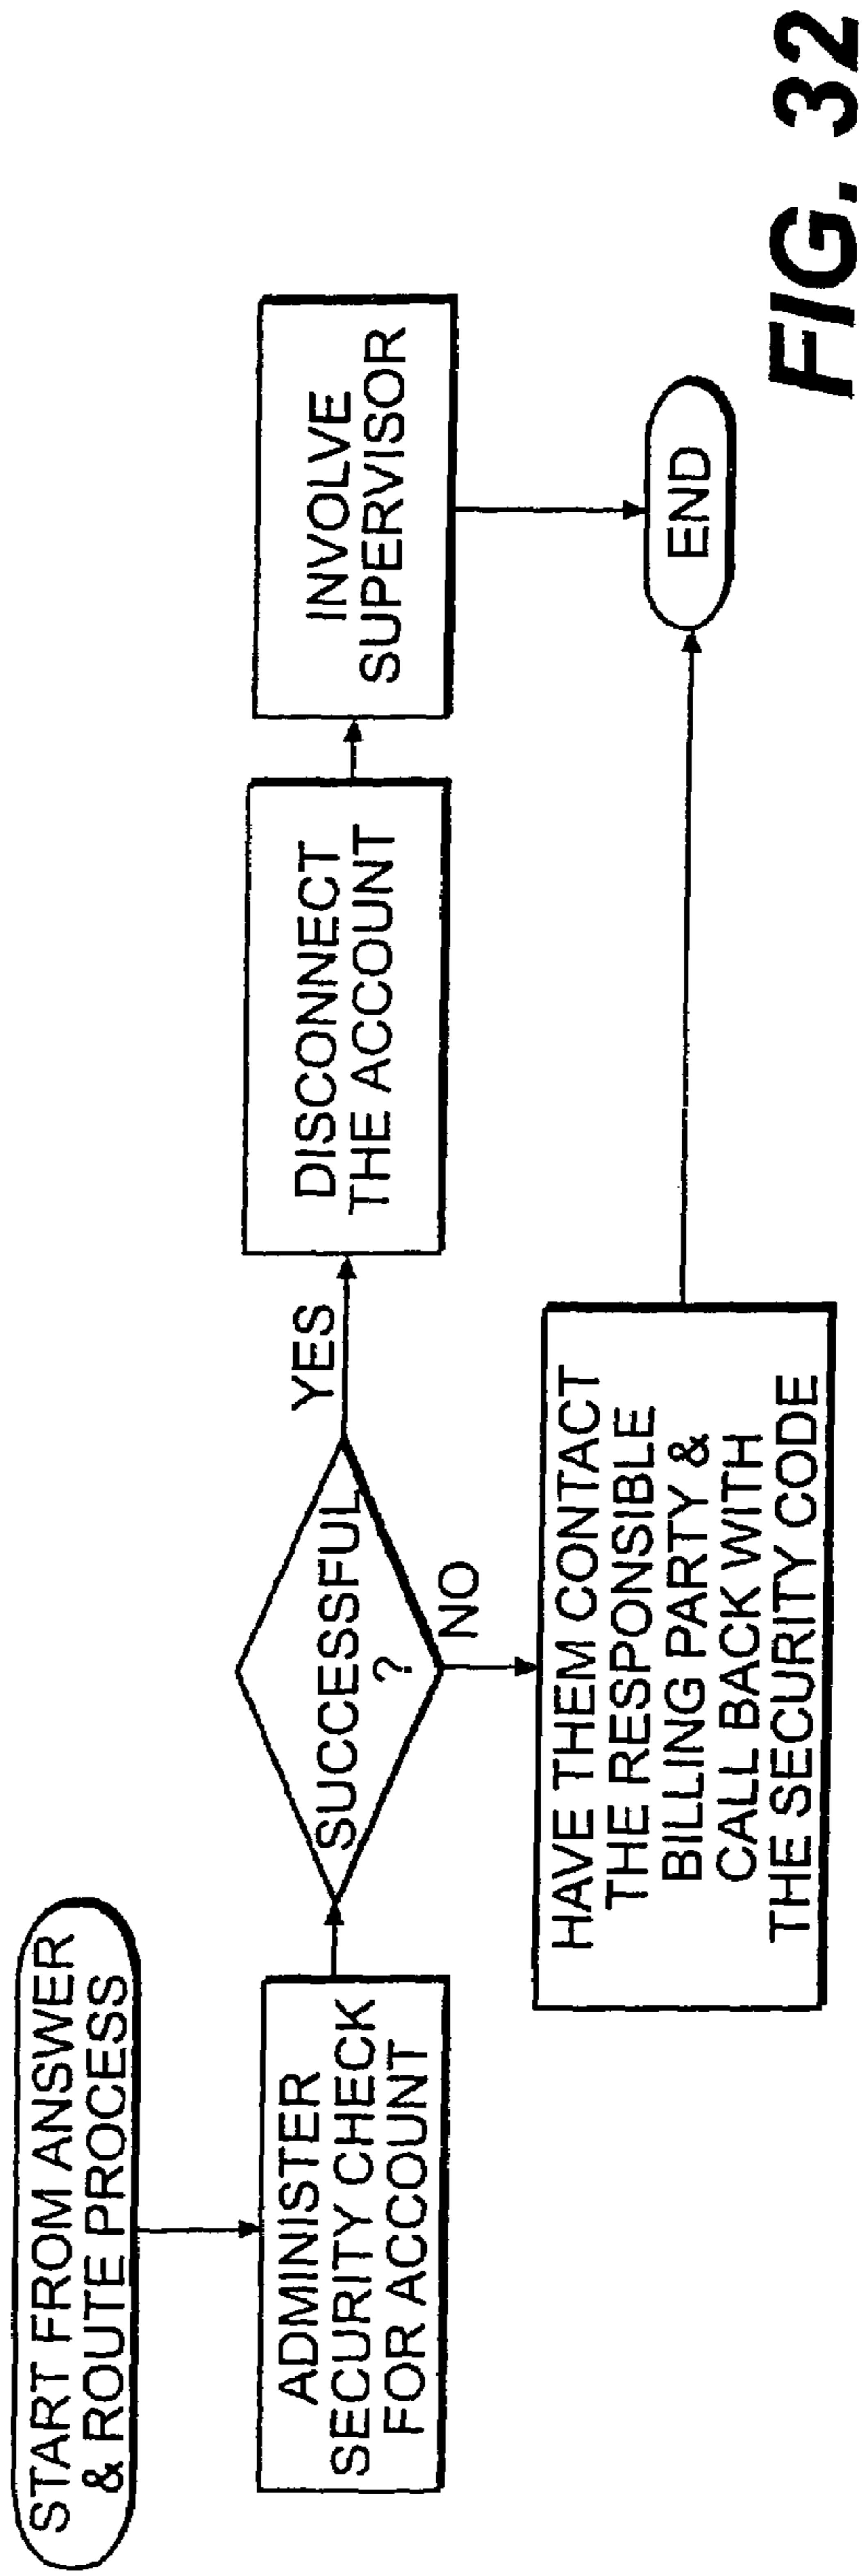 START FROM ANSWER
& ROUTE PROCESS
ADMINISTER
SECURITY CHECK
FOR ACCOUNT
SUCCESSFUL
?
YES
NO
DISCONNECT
THE ACCOUNT
INVOLVE
SUPERVISOR
HAVE THEM CONTACT
THE RESPONSIBLE
BILLING PARTY &
CALL BACK WITH
THE SECURITY CODE
END
FIG. 32